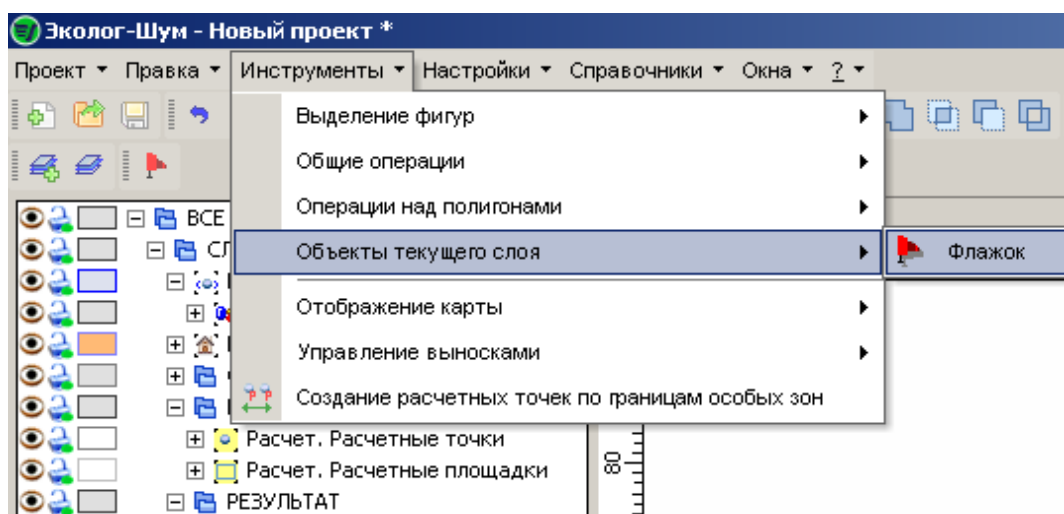 Эколог-Шум - Новый проект *
Проект Правка Инструменты Настройки Справочники Окна ?
Выделение фигур
Общие операции
Операции над полигонами
Объекты текущего слоя
Флажок
Отображение карты
Управление выносками
Создание расчетных точек по границам особых зон
ВСЕ
Расчет. Расчетные точки
Расчет. Расчетные площадки
РЕЗУЛЬТАТ
80